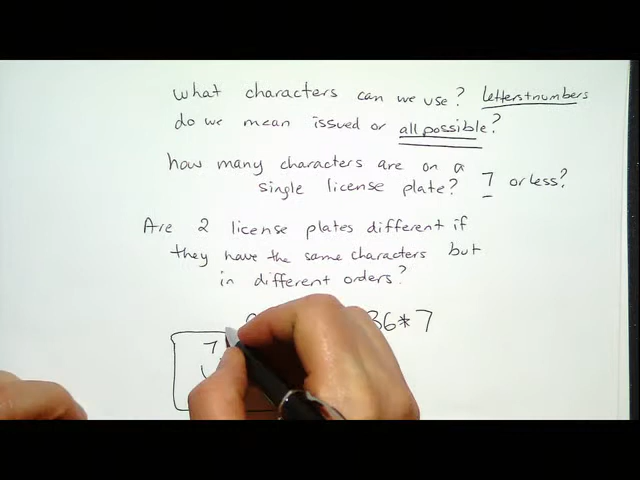 what characters can we use? letters+numbers
do we mean issued or all possible?
how many characters are on a
single license plate? 7 or less?
Are 2 license plates different if
they have the same characters but
in different orders?
36*7
7